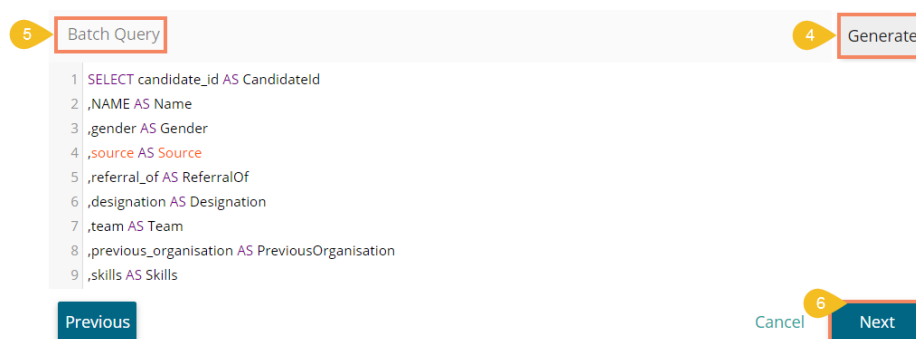 5 Batch Query 4 Generate
1 SELECT candidate_id AS CandidateId
2 ,NAME AS Name
3 ,gender AS Gender
4 ,source AS Source
5 ,referral_of AS ReferralOf
6 ,designation AS Designation
7 ,team AS Team
8 ,previous_organisation AS PreviousOrganisation
9 ,skills AS Skills
6
Previous Cancel Next